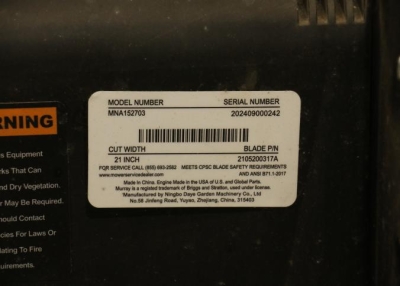 MODEL NUMBER SERIAL NUMBER
MNA152703 202409000242
CUT WIDTH BLADE P/N
21 INCH 2105200317A
FOR SERVICE CALL (855) 693-2582 MEETS CPSC BLADE SAFETY REQUIREMENTS
www.mowerservicedealer.com AND ANSI B71.1-2017
Made in China. Engine Made in the USA of U.S. and Global Parts.
Murray is a registered trademark of Briggs and Stratton, used under license.
'Manufactured by Ningbo Daye Garden Machinery Co., Ltd
No.58 Jinfeng Road, Yuyao, Zhejiang, China, 315403
RNING
s Equipment
rks That Can
nd Dry Vegetation.
r May be Required.
hould Contact
cies For Laws Or
lating To Fire
uirements.